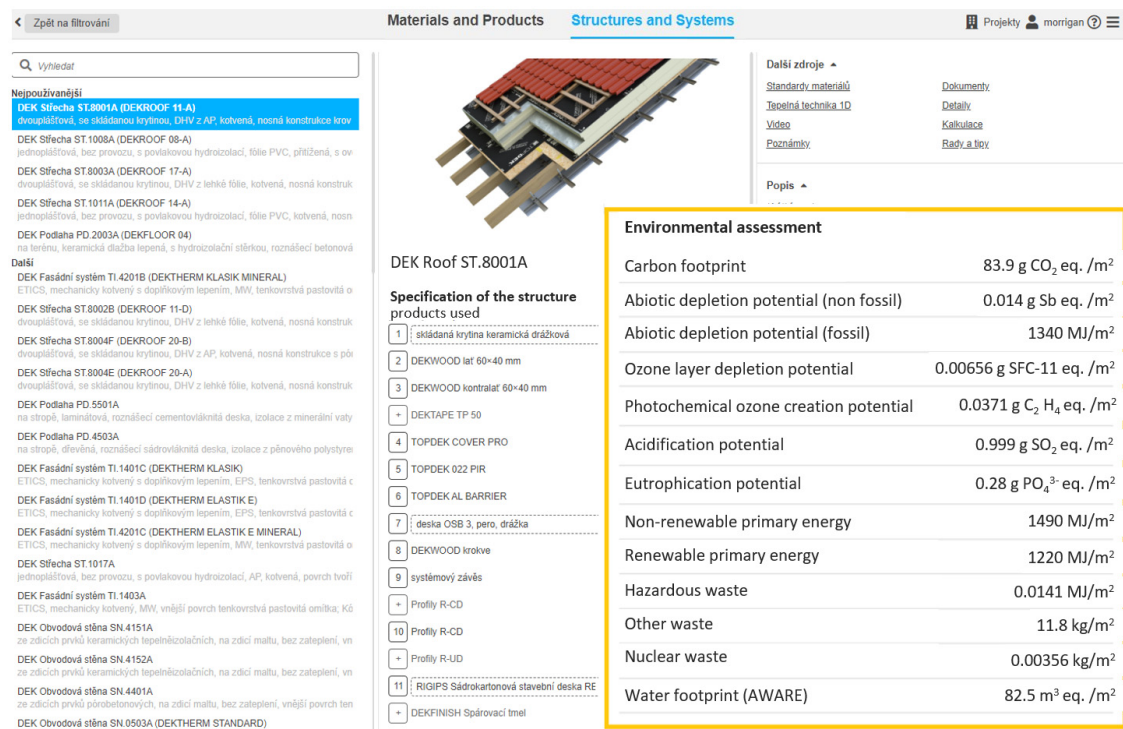 Zpět na filtrování
Materials and Products
Structures and Systems
Projekty
morrigan
Vyhledat
Nejpoužívanější
DEK Střecha ST.8001A (DEKROOF 11-A)
dvouplášťová, se skládanou krytinou, DHV z AP, kotvená, nosná konstrukce krov
DEK Střecha ST.1008A (DEKROOF 08-A)
jednoplášťová, bez provozu, s povlakovou hydroizolací, fólie PVC, přitížená, s ov
DEK Střecha ST.8003A (DEKROOF 17-A)
dvouplášťová, se skládanou krytinou, DHV z lehké fólie, kotvená, nosná konstruk
DEK Střecha ST.1011A (DEKROOF 14-A)
jednoplášťová, bez provozu, s povlakovou hydroizolací, fólie PVC, kotvená, nosn
DEK Podlaha PD.2003A (DEKFLOOR 04)
na terénu, keramická dlažba lepená, s hydroizolační stěrkou, roznášecí betonová
Další
DEK Fasádní systém TI.4201B (DEKTHERM KLASIK MINERAL)
ETICS, mechanicky kotvený s doplňkovým lepením, MW, tenkovrstvá pastovitá o
DEK Střecha ST.8002B (DEKROOF 11-D)
dvouplášťová, se skládanou krytinou, DHV z lehké fólie, kotvená, nosná konstruk
DEK Střecha ST.8004F (DEKROOF 20-B)
dvouplášťová, se skládanou krytinou, DHV z AP, kotvená, nosná konstrukce s pův
DEK Střecha ST.8004E (DEKROOF 20-A)
dvouplášťová, se skládanou krytinou, DHV z lehké fólie, kotvená, nosná konstruk
DEK Podlaha PD.5501A
na stropě, laminátová, roznášecí cementovláknitá deska, izolace z minerální vaty
DEK Podlaha PD.4503A
na stropě, dřevěná, roznášecí sádrovláknitá deska, izolace z pěnového polystyre
DEK Fasádní systém TI.1401C (DEKTHERM KLASIK)
ETICS, mechanicky kotvený s doplňkovým lepením, EPS, tenkovrstvá pastovitá c
DEK Fasádní systém TI.1401D (DEKTHERM ELASTIK E)
ETICS, mechanicky kotvený s doplňkovým lepením, EPS, tenkovrstvá pastovitá c
DEK Fasádní systém TI.4201C (DEKTHERM ELASTIK E MINERAL)
ETICS, mechanicky kotvený s doplňkovým lepením, MW, tenkovrstvá pastovitá o
DEK Střecha ST.1017A
jednoplášťová, bez provozu, s povlakovou hydroizolací, AP, kotvená, povrch tvoří
DEK Fasádní systém TI.1403A
ETICS, mechanicky kotvený, MW, vnější povrch tenkovrstvá pastovitá omítka; Kó
DEK Obvodová stěna SN.4151A
ze zdicích prvků keramických tepelněizolačních, na zdicí maltu, bez zateplení, vn
DEK Obvodová stěna SN.4152A
ze zdicích prvků keramických tepelněizolačních, na zdicí maltu, bez zateplení, vn
DEK Obvodová stěna SN.4401A
ze zdicích prvků pórobetonových, na zdicí maltu, bez zateplení, vnější povrch ten
DEK Obvodová stěna SN.0503A (DEKTHERM STANDARD)
DEK Roof ST.8001A
Specification of the structure
products used
1 skládaná krytina keramická drážková
2 DEKWOOD lať 60×40 mm
3 DEKWOOD kontralať 60×40 mm
+ DEKTAPE TP 50
4 TOPDEK COVER PRO
5 TOPDEK 022 PIR
6 TOPDEK AL BARRIER
7 deska OSB 3, pero, drážka
8 DEKWOOD krokve
9 systémový závěs
+ Profily R-CD
10 Profily R-CD
+ Profily R-UD
11 RIGIPS Sádrokartonová stavební deska RE
+ DEKFINISH Spárovací tmel
Další zdroje
Standardy materiálů Dokumenty
Tepelná technika 1D Detaily
Video Kalkulace
Poznámky Rady a tipy
Popis
Environmental assessment
Carbon footprint 83.9 g CO₂ eq. /m²
Abiotic depletion potential (non fossil) 0.014 g Sb eq. /m²
Abiotic depletion potential (fossil) 1340 MJ/m²
Ozone layer depletion potential 0.00656 g SFC-11 eq. /m²
Photochemical ozone creation potential 0.0371 g C₂ H₄ eq. /m²
Acidification potential 0.999 g SO₂ eq. /m²
Eutrophication potential 0.28 g PO₄³⁻ eq. /m²
Non-renewable primary energy 1490 MJ/m²
Renewable primary energy 1220 MJ/m²
Hazardous waste 0.0141 MJ/m²
Other waste 11.8 kg/m²
Nuclear waste 0.00356 kg/m²
Water footprint (AWARE) 82.5 m³ eq. /m²